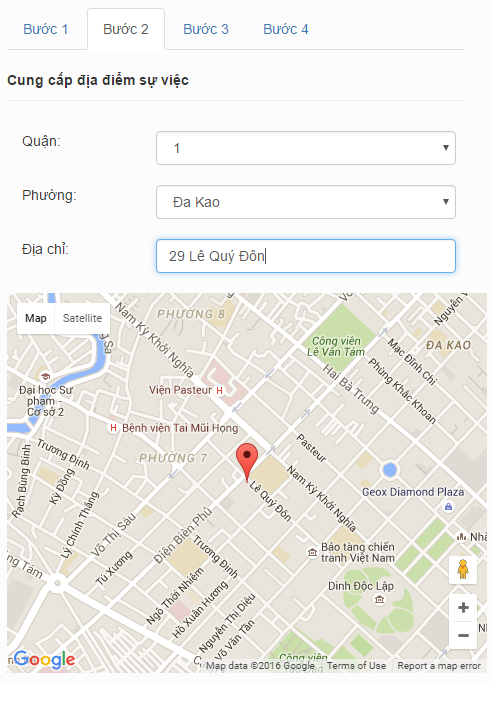 Bước 1 Bước 2 Bước 3 Bước 4
Cung cấp địa điểm sự việc
Quận: 1
Phường: Đa Kao
Địa chỉ: 29 Lê Quý Đôn
Map Satellite
Nam Kỳ Khởi Nghĩa
PHƯỜNG 8
Công viên
Lê Văn Tám
Mạc Đĩnh Chi
ĐA KAO
Hai Bà Trưng
Phùng Khắc Khoan
Đại học Sư
phạm -
Cơ sở 2
Viện Pasteur
Bệnh viện Tai Mũi Họng
Trương Định
Rạch Bùng Binh
Kỳ Đồng
PHƯỜNG 7
Lý Chính Thắng
Pasteur
Nam Kỳ Khởi Nghĩa
Lê Quý Đôn
Geox Diamond Plaza
Võ Thị Sáu
Điện Biên Phủ
Tú Xương
Trương Định
Bảo tàng chiến
tranh Việt Nam
Nhà
Ngô Thời Nhiệm
Hồ Xuân Hương
Nguyễn Thị Diệu
Võ Văn Tần
Dinh Độc Lập
Google
Map data ©2016 Google Terms of Use Report a map error